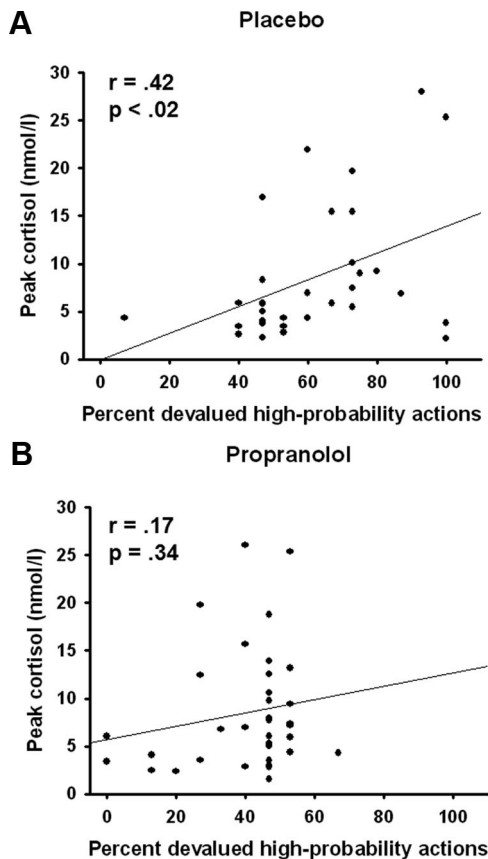 A
Placebo
r = .42
p < .02
Peak cortisol (nmol/l)
30
25
20
15
10
5
0
0 20 40 60 80 100
Percent devalued high-probability actions
B
Propranolol
r = .17
p = .34
Peak cortisol (nmol/l)
30
25
20
15
10
5
0
0 20 40 60 80 100
Percent devalued high-probability actions